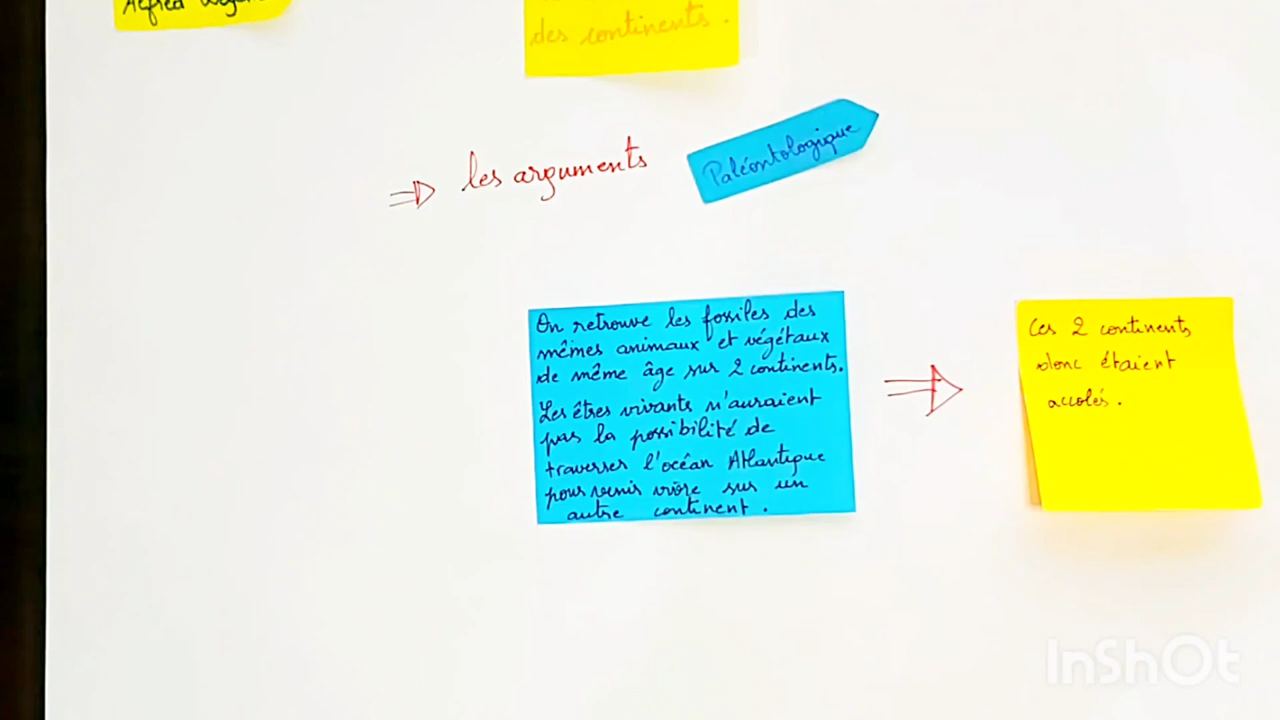 Alfred
des continents.
⇒ les arguments
Paléontologique
On retrouve les fossiles des
mêmes animaux et végétaux
de même âge sur 2 continents.
Les êtres vivants n'auraient
pas la possibilité de
traverser l'océan Atlantique
pour venir vivre sur un
autre continent.
⇒
Ces 2 continents
donc étaient
accolés.
InShOt